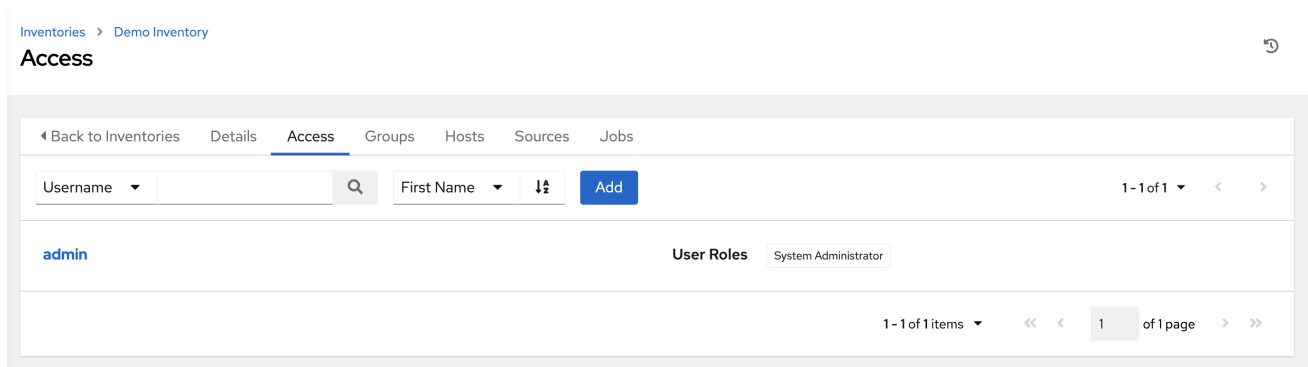 Inventories > Demo Inventory
Access
Back to Inventories Details Access Groups Hosts Sources Jobs
Username First Name Add 1 - 1 of 1
admin User Roles System Administrator
1 - 1 of 1 items 1 of 1 page